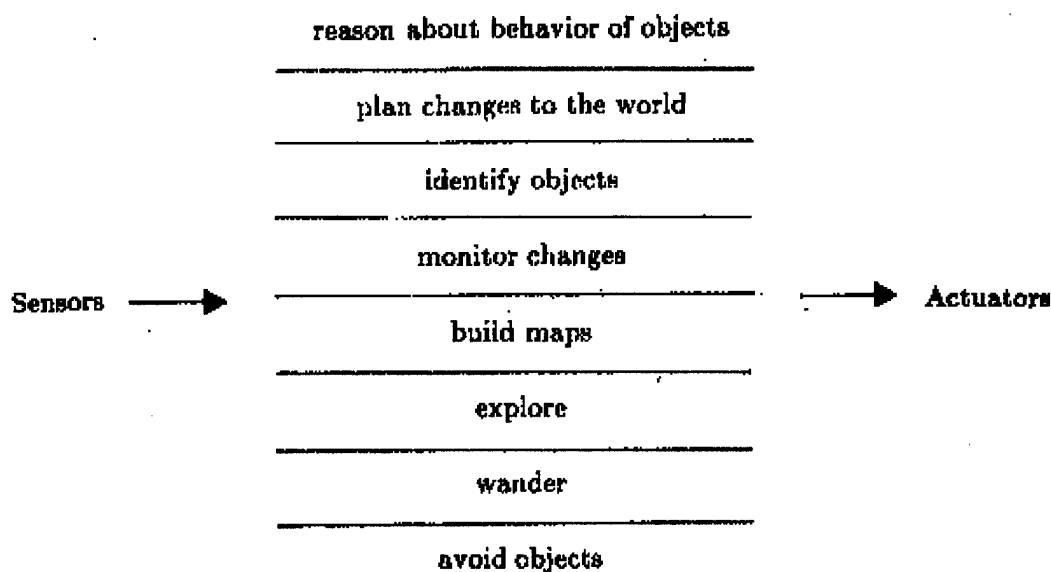 reason about behavior of objects
plan changes to the world
identify objects
monitor changes
Sensors
Actuators
build maps
explore
wander
avoid objects